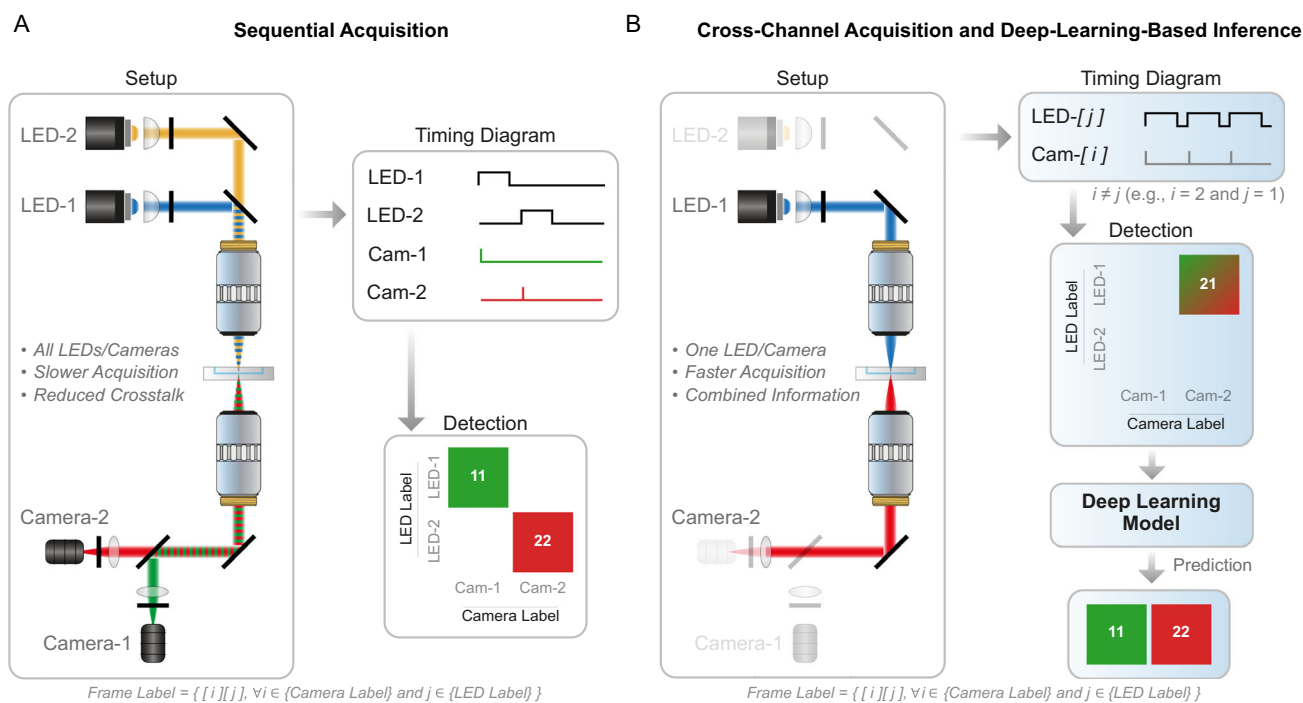 A
Sequential Acquisition
Setup
LED-2
LED-1
• All LEDs/Cameras
• Slower Acquisition
• Reduced Crosstalk
Camera-2
Camera-1
Timing Diagram
LED-1
LED-2
Cam-1
Cam-2
Detection
LED Label
LED-1
LED-2
11
22
Cam-1
Cam-2
Camera Label
Frame Label = { [ i ][ j ], ∀i ∈ {Camera Label} and j ∈ {LED Label} }
B
Cross-Channel Acquisition and Deep-Learning-Based Inference
Setup
LED-2
LED-1
• One LED/Camera
• Faster Acquisition
• Combined Information
Camera-2
Camera-1
Timing Diagram
LED-[ j ]
Cam-[ i ]
i ≠ j (e.g., i = 2 and j = 1)
Detection
LED Label
LED-1
LED-2
21
Cam-1
Cam-2
Camera Label
Deep Learning
Model
Prediction
11
22
Frame Label = { [ i ][ j ], ∀i ∈ {Camera Label} and j ∈ {LED Label} }